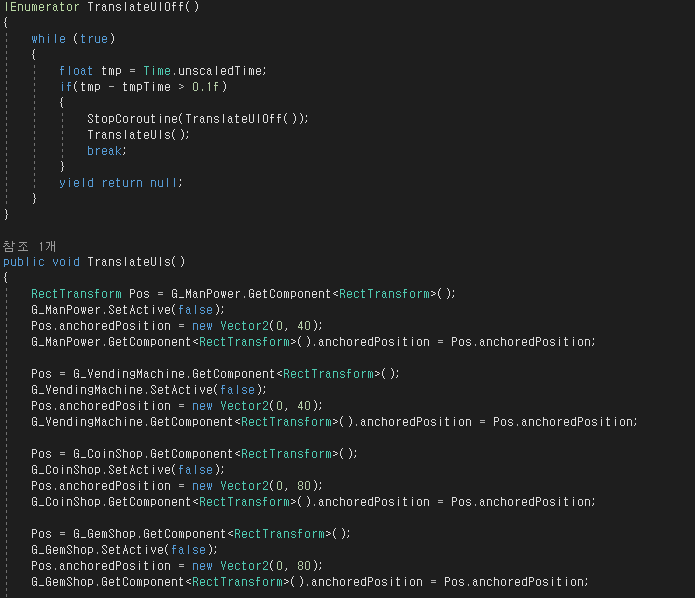 IEnumerator TranslateUIOff()
{
    while (true)
    {
        float tmp = Time.unscaledTime;
        if(tmp - tmpTime > 0.1f)
        {
            StopCoroutine(TranslateUIOff());
            TranslateUIs();
            break;
        }
        yield return null;
    }
}

참조 1개
public void TranslateUIs()
{
    RectTransform Pos = G_ManPower.GetComponent<RectTransform>();
    G_ManPower.SetActive(false);
    Pos.anchoredPosition = new Vector2(0, 40);
    G_ManPower.GetComponent<RectTransform>().anchoredPosition = Pos.anchoredPosition;

    Pos = G_VendingMachine.GetComponent<RectTransform>();
    G_VendingMachine.SetActive(false);
    Pos.anchoredPosition = new Vector2(0, 40);
    G_VendingMachine.GetComponent<RectTransform>().anchoredPosition = Pos.anchoredPosition;

    Pos = G_CoinShop.GetComponent<RectTransform>();
    G_CoinShop.SetActive(false);
    Pos.anchoredPosition = new Vector2(0, 80);
    G_CoinShop.GetComponent<RectTransform>().anchoredPosition = Pos.anchoredPosition;

    Pos = G_GemShop.GetComponent<RectTransform>();
    G_GemShop.SetActive(false);
    Pos.anchoredPosition = new Vector2(0, 80);
    G_GemShop.GetComponent<RectTransform>().anchoredPosition = Pos.anchoredPosition;